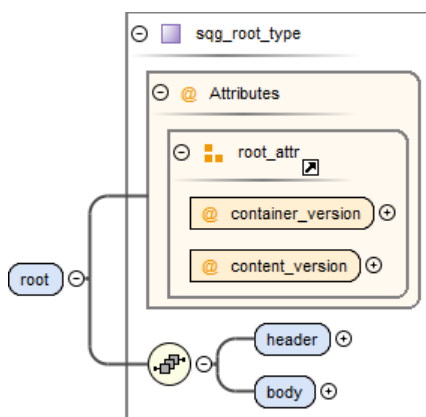 sqg_root_type
@ Attributes
root_attr
@ container_version
@ content_version
root
header
body